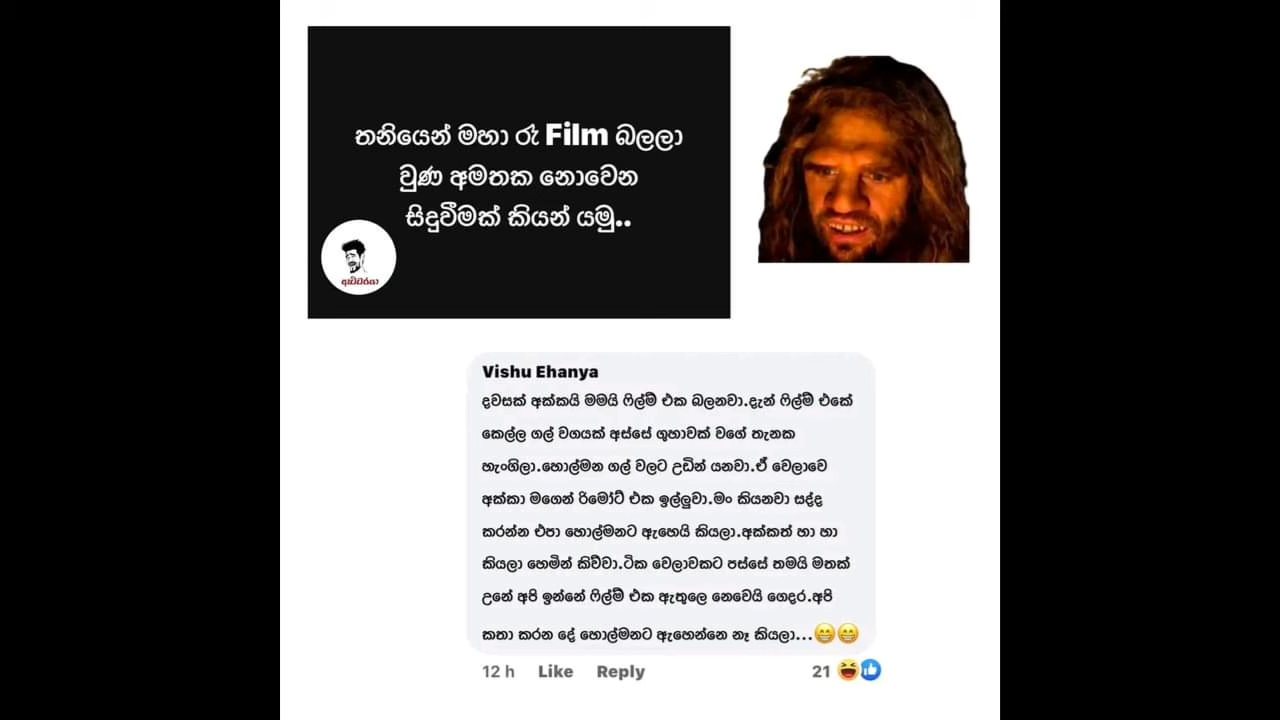 තනියෙන් මහා රෑ Film බලලා
වුණ අමතක නොවෙන
සිදුවීමක් කියන් යමු..
Vishu Ehanya
දවසක් අක්කයි මමයි ෆිල්ම් එක බලනවා.දැන් ෆිල්ම් එකේ
කෙල්ල ගල් වගයක් අස්සේ ගුහාවක් වගේ තැනක
හැංගිලා.හොල්මන ගල් වලට උඩින් යනවා.ඒ වෙලාවෙ
අක්කා මගෙන් රිමෝට් එක ඉල්ලුවා.මං කියනවා සද්ද
කරන්න එපා හොල්මනට ඇහෙයි කියලා.අක්කත් හා හා
කියලා හෙමින් කිව්වා.ටික වෙලාවකට පස්සේ තමයි මතක්
උනේ අපි ඉන්නේ ෆිල්ම් එක ඇතුලෙ නෙවෙයි ගෙදර.අපි
කතා කරන දේ හොල්මනට ඇහෙන්නෙ නෑ කියලා...😁😁
12 h Like Reply 21